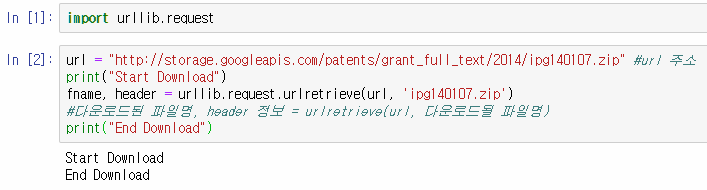 In [1]: import urllib.request
In [2]: url = "http://storage.googleapis.com/patents/grant_full_text/2014/ipg140107.zip" #url 주소
print("Start Download")
fname, header = urllib.request.urlretrieve(url, 'ipg140107.zip')
#다운로드된 파일명, header 정보 = urlretrieve(url, 다운로드될 파일명)
print("End Download")
Start Download
End Download